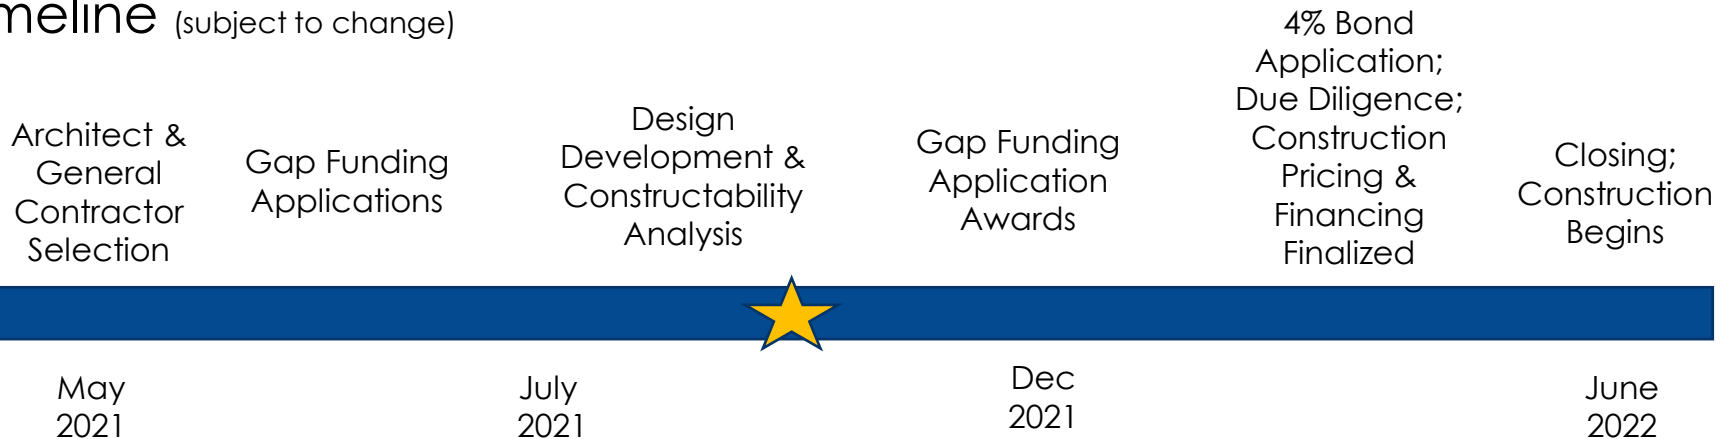 meline (subject to change)
Architect &
General
Contractor
Selection
Gap Funding
Applications
Design
Development &
Constructability
Analysis
Gap Funding
Application
Awards
4% Bond
Application;
Due Diligence;
Construction
Pricing &
Financing
Finalized
Closing;
Construction
Begins
May
2021
July
2021
Dec
2021
June
2022